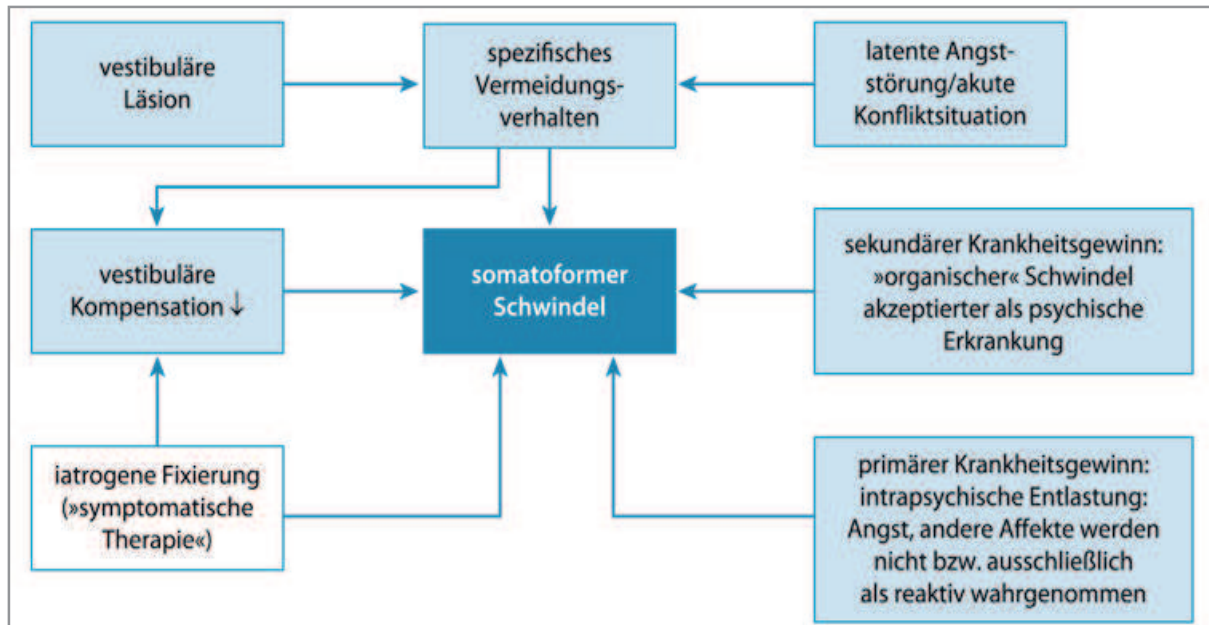 vestibuläre
Läsion
spezifisches
Vermeidungs-
verhalten
latente Angst-
störung/akute
Konfliktsituation
vestibuläre
Kompensation ↓
somatoformer
Schwindel
sekundärer Krankheitsgewinn:
»organischer« Schwindel
akzeptierter als psychische
Erkrankung
iatrogene Fixierung
(»symptomatische
Therapie«)
primärer Krankheitsgewinn:
intrapsychische Entlastung:
Angst, andere Affekte werden
nicht bzw. ausschließlich
als reaktiv wahrgenommen